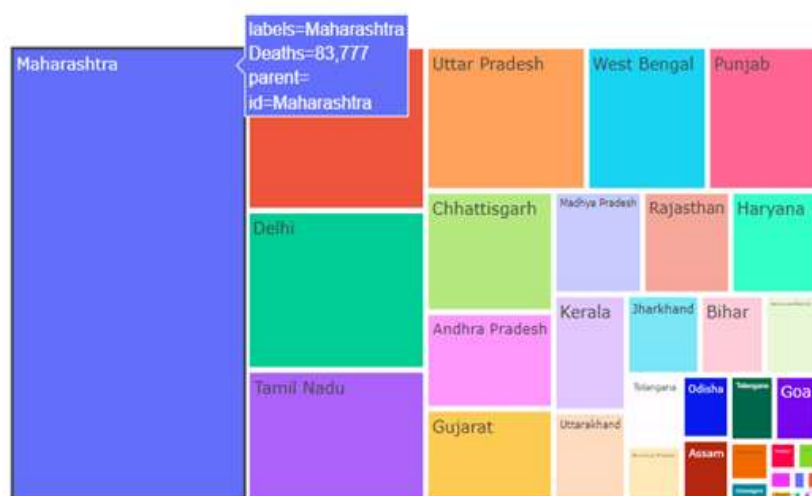 Maharashtra
labels=Maharashtra
Deaths=83,777
parent=
id=Maharashtra
Uttar Pradesh
West Bengal
Punjab
Delhi
Chhattisgarh
Madhya Pradesh
Rajasthan
Haryana
Andhra Pradesh
Kerala
Jharkhand
Bihar
Tamil Nadu
Telangana
Odisha
Telangana
Goa
Gujarat
Uttarakhand
Assam